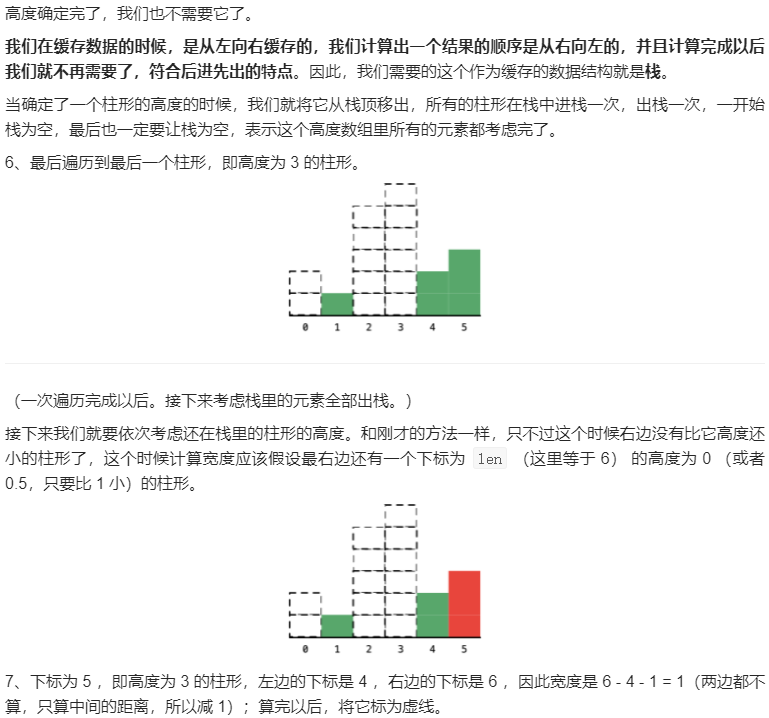 高度确定完了，我们也不需要它了。
我们在缓存数据的时候，是从左向右缓存的，我们计算出一个结果的顺序是从右向左的，并且计算完成以后
我们就不再需要了，符合后进先出的特点。因此，我们需要的这个作为缓存的数据结构就是栈。
当确定了一个柱形的高度的时候，我们就将它从栈顶移出，所有的柱形在栈中进栈一次，出栈一次，一开始
栈为空，最后也一定要让栈为空，表示这个高度数组里所有的元素都考虑完了。
6、最后遍历到最后一个柱形，即高度为 3 的柱形。
0 1 2 3 4 5
（一次遍历完成以后。接下来考虑栈里的元素全部出栈。）
接下来我们就要依次考虑还在栈里的柱形的高度。和刚才的方法一样，只不过这个时候右边没有比它高度还
小的柱形了，这个时候计算宽度应该假设最右边还有一个下标为 len （这里等于 6） 的高度为 0 （或者
0.5，只要比 1 小）的柱形。
0 1 2 3 4 5
7、下标为 5 ，即高度为 3 的柱形，左边的下标是 4 ，右边的下标是 6 ，因此宽度是 6 - 4 - 1 = 1（两边都不
算，只算中间的距离，所以减 1）；算完以后，将它标为虚线。